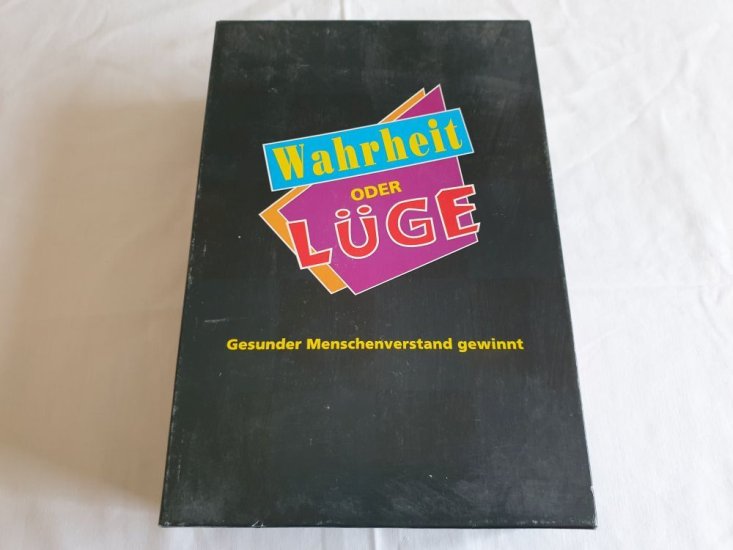 Wahrheit
ODER
LÜGE
Gesunder Menschenverstand gewinnt